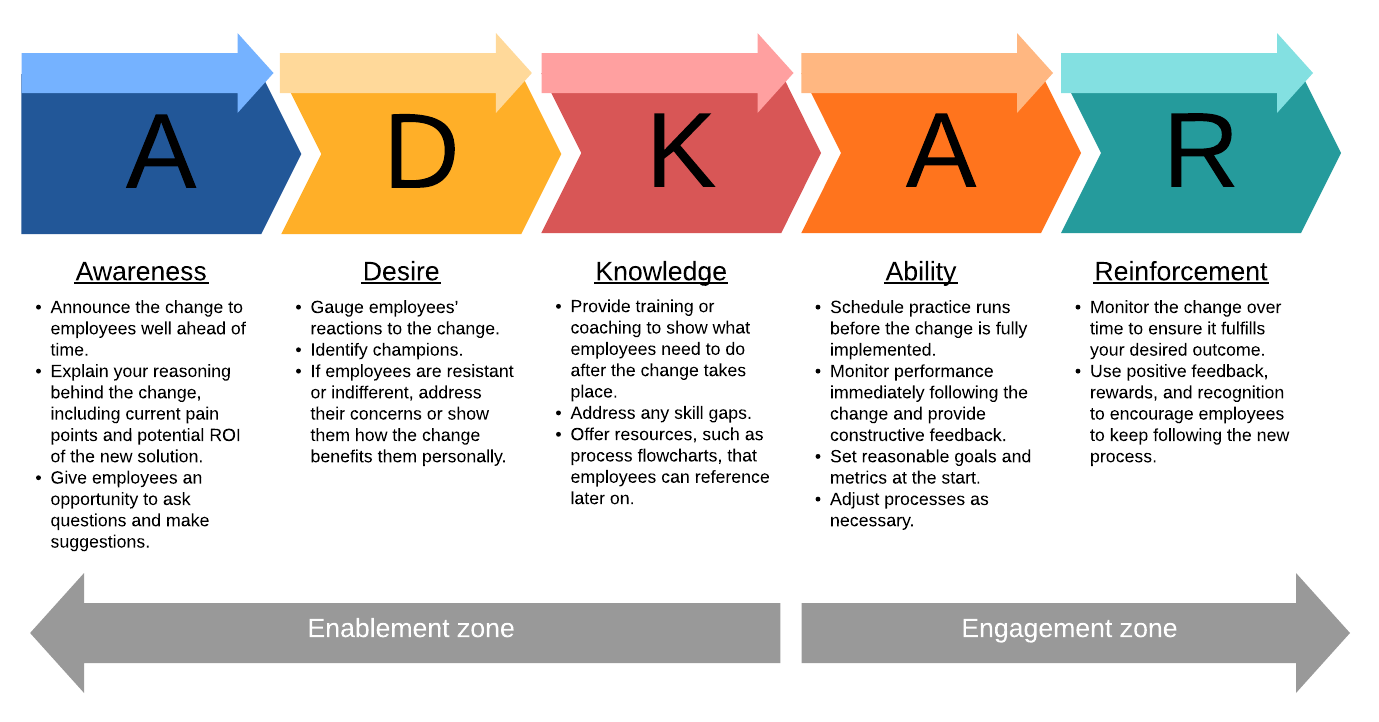 A
D
K
A
R
Awareness
• Announce the change to
employees well ahead of
time.
• Explain your reasoning
behind the change,
including current pain
points and potential ROI
of the new solution.
• Give employees an
opportunity to ask
questions and make
suggestions.
Desire
• Gauge employees'
reactions to the change.
• Identify champions.
• If employees are resistant
or indifferent, address
their concerns or show
them how the change
benefits them personally.
Knowledge
• Provide training or
coaching to show what
employees need to do
after the change takes
place.
• Address any skill gaps.
• Offer resources, such as
process flowcharts, that
employees can reference
later on.
Ability
• Schedule practice runs
before the change is fully
implemented.
• Monitor performance
immediately following the
change and provide
constructive feedback.
• Set reasonable goals and
metrics at the start.
• Adjust processes as
necessary.
Reinforcement
• Monitor the change over
time to ensure it fulfills
your desired outcome.
• Use positive feedback,
rewards, and recognition
to encourage employees
to keep following the new
process.
Enablement zone
Engagement zone